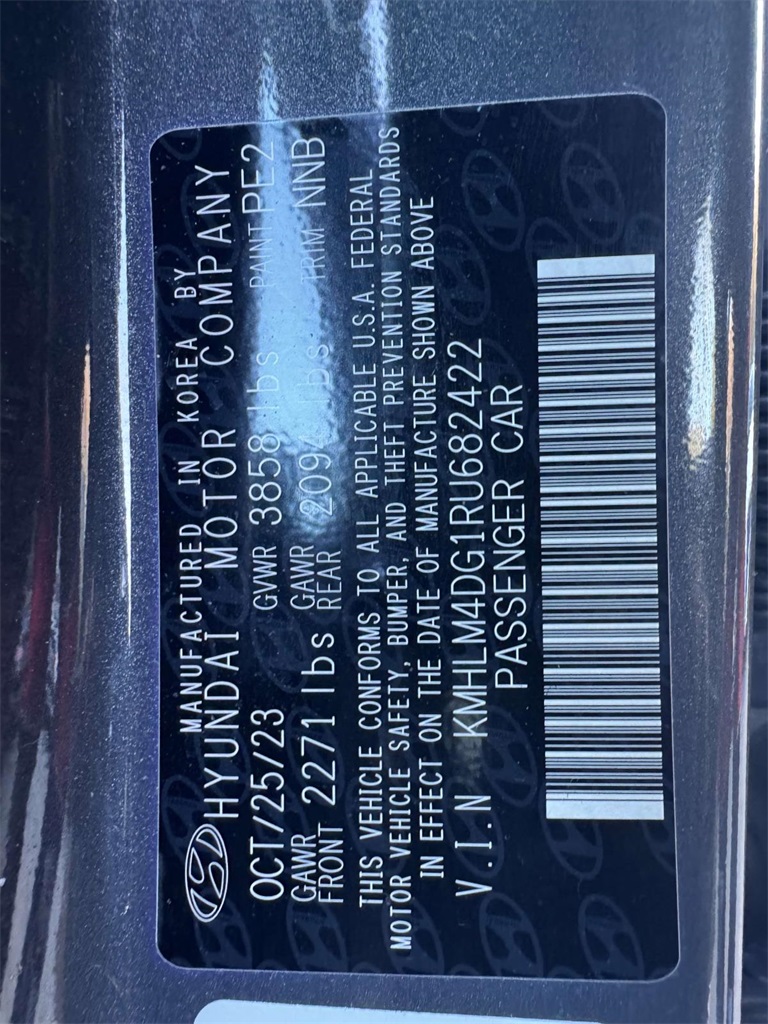 MANUFACTURED IN KOREA BY
HYUNDAI MOTOR COMPANY
OCT/25/23 GVWR 3858 lbs PAINT PE2
GAWR FRONT 2271 lbs GAWR REAR 2094 lbs TRIM NNB
THIS VEHICLE CONFORMS TO ALL APPLICABLE U.S.A. FEDERAL
MOTOR VEHICLE SAFETY, BUMPER, AND THEFT PREVENTION STANDARDS
IN EFFECT ON THE DATE OF MANUFACTURE SHOWN ABOVE
V.I.N KMHLM4DG1RU682422
PASSENGER CAR